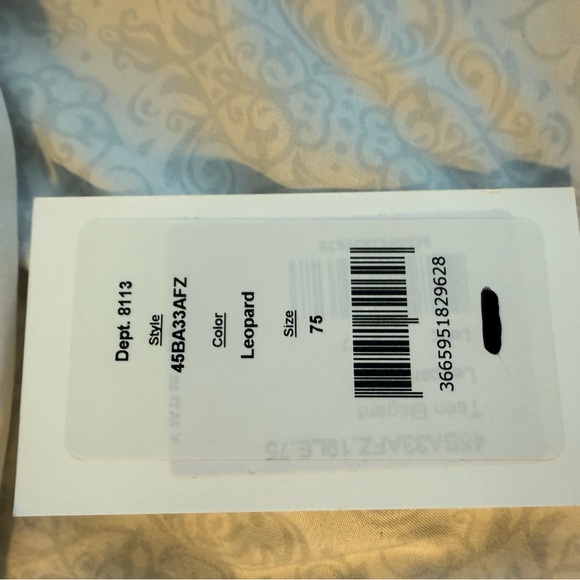 Dept. 8113
Style
45BA33AFZ
Color
Leopard
Size
75
3665951829628
Teen Elegant
45BA33AFZ.19LE.75